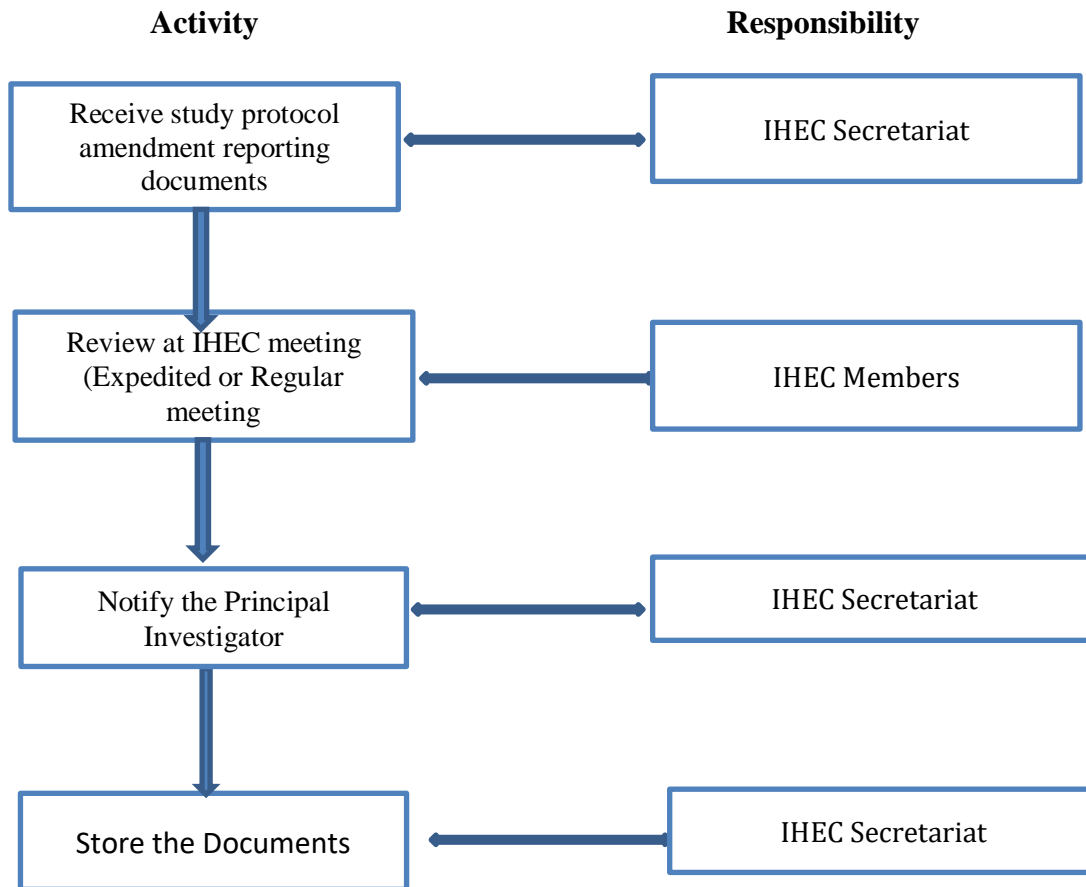 Activity
Responsibility
Receive study protocol
amendment reporting
documents
IHEC Secretariat
Review at IHEC meeting
(Expedited or Regular
meeting
IHEC Members
Notify the Principal
Investigator
IHEC Secretariat
Store the Documents
IHEC Secretariat